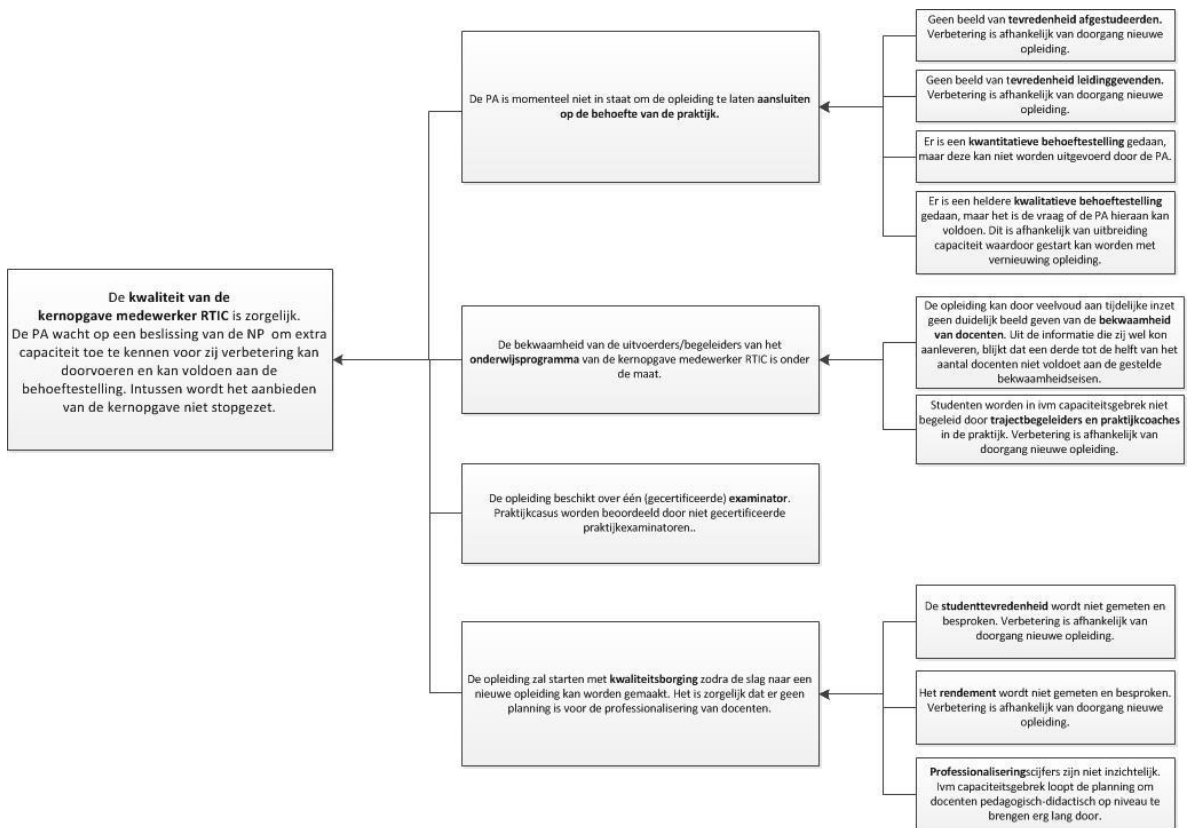 De kwaliteit van de
kernopgave medewerker RTIC is zorgelijk.
De PA wacht op een beslissing van de NP om extra
capaciteit toe te kennen voor zij verbetering kan
doorvoeren en kan voldoen aan de
behoeftestelling. Intussen wordt het aanbieden
van de kernopgave niet stopgezet.
De PA is momenteel niet in staat om de opleiding te laten aansluiten
op de behoefte van de praktijk.
Geen beeld van tevredenheid afgestudeerden.
Verbetering is afhankelijk van doorgang nieuwe
opleiding.
Geen beeld van tevredenheid leidinggevenden.
Verbetering is afhankelijk van doorgang nieuwe
opleiding.
Er is een kwantitatieve behoeftestelling gedaan,
maar deze kan niet worden uitgevoerd door de PA.
Er is een heldere kwalitatieve behoeftestelling
gedaan, maar het is de vraag of de PA hieraan kan
voldoen. Dit is afhankelijk van uitbreiding
capaciteit waardoor gestart kan worden met
vernieuwing opleiding.
De bekwaamheid van de uitvoerders/begeleiders van het
onderwijsprogramma van de kernopgave medewerker RTIC is onder
de maat.
De opleiding kan door veelvoud aan tijdelijke inzet
geen duidelijk beeld geven van de bekwaamheid
van docenten. Uit de informatie die zij wel kon
aanleveren, blijkt dat een derde tot de helft van het
aantal docenten niet voldoet aan de gestelde
bekwaamheidseisen.
Studenten worden in ivm capaciteitsgebrek niet
begeleid door trajectbegeleiders en praktijkcoaches
in de praktijk. Verbetering is afhankelijk van
doorgang nieuwe opleiding.
De opleiding beschikt over één (gecertificeerde) examinator.
Praktijkcasus worden beoordeeld door niet gecertificeerde
praktijkexaminatoren..
De opleiding zal starten met kwaliteitsborging zodra de slag naar een
nieuwe opleiding kan worden gemaakt. Het is zorgelijk dat er geen
planning is voor de professionalisering van docenten.
De studenttevredenheid wordt niet gemeten en
besproken. Verbetering is afhankelijk van
doorgang nieuwe opleiding.
Het rendement wordt niet gemeten en besproken.
Verbetering is afhankelijk van doorgang nieuwe
opleiding.
Professionaliseringscijfers zijn niet inzichtelijk.
Ivm capaciteitsgebrek loopt de planning om
docenten pedagogisch-didactisch op niveau te
brengen erg lang door.